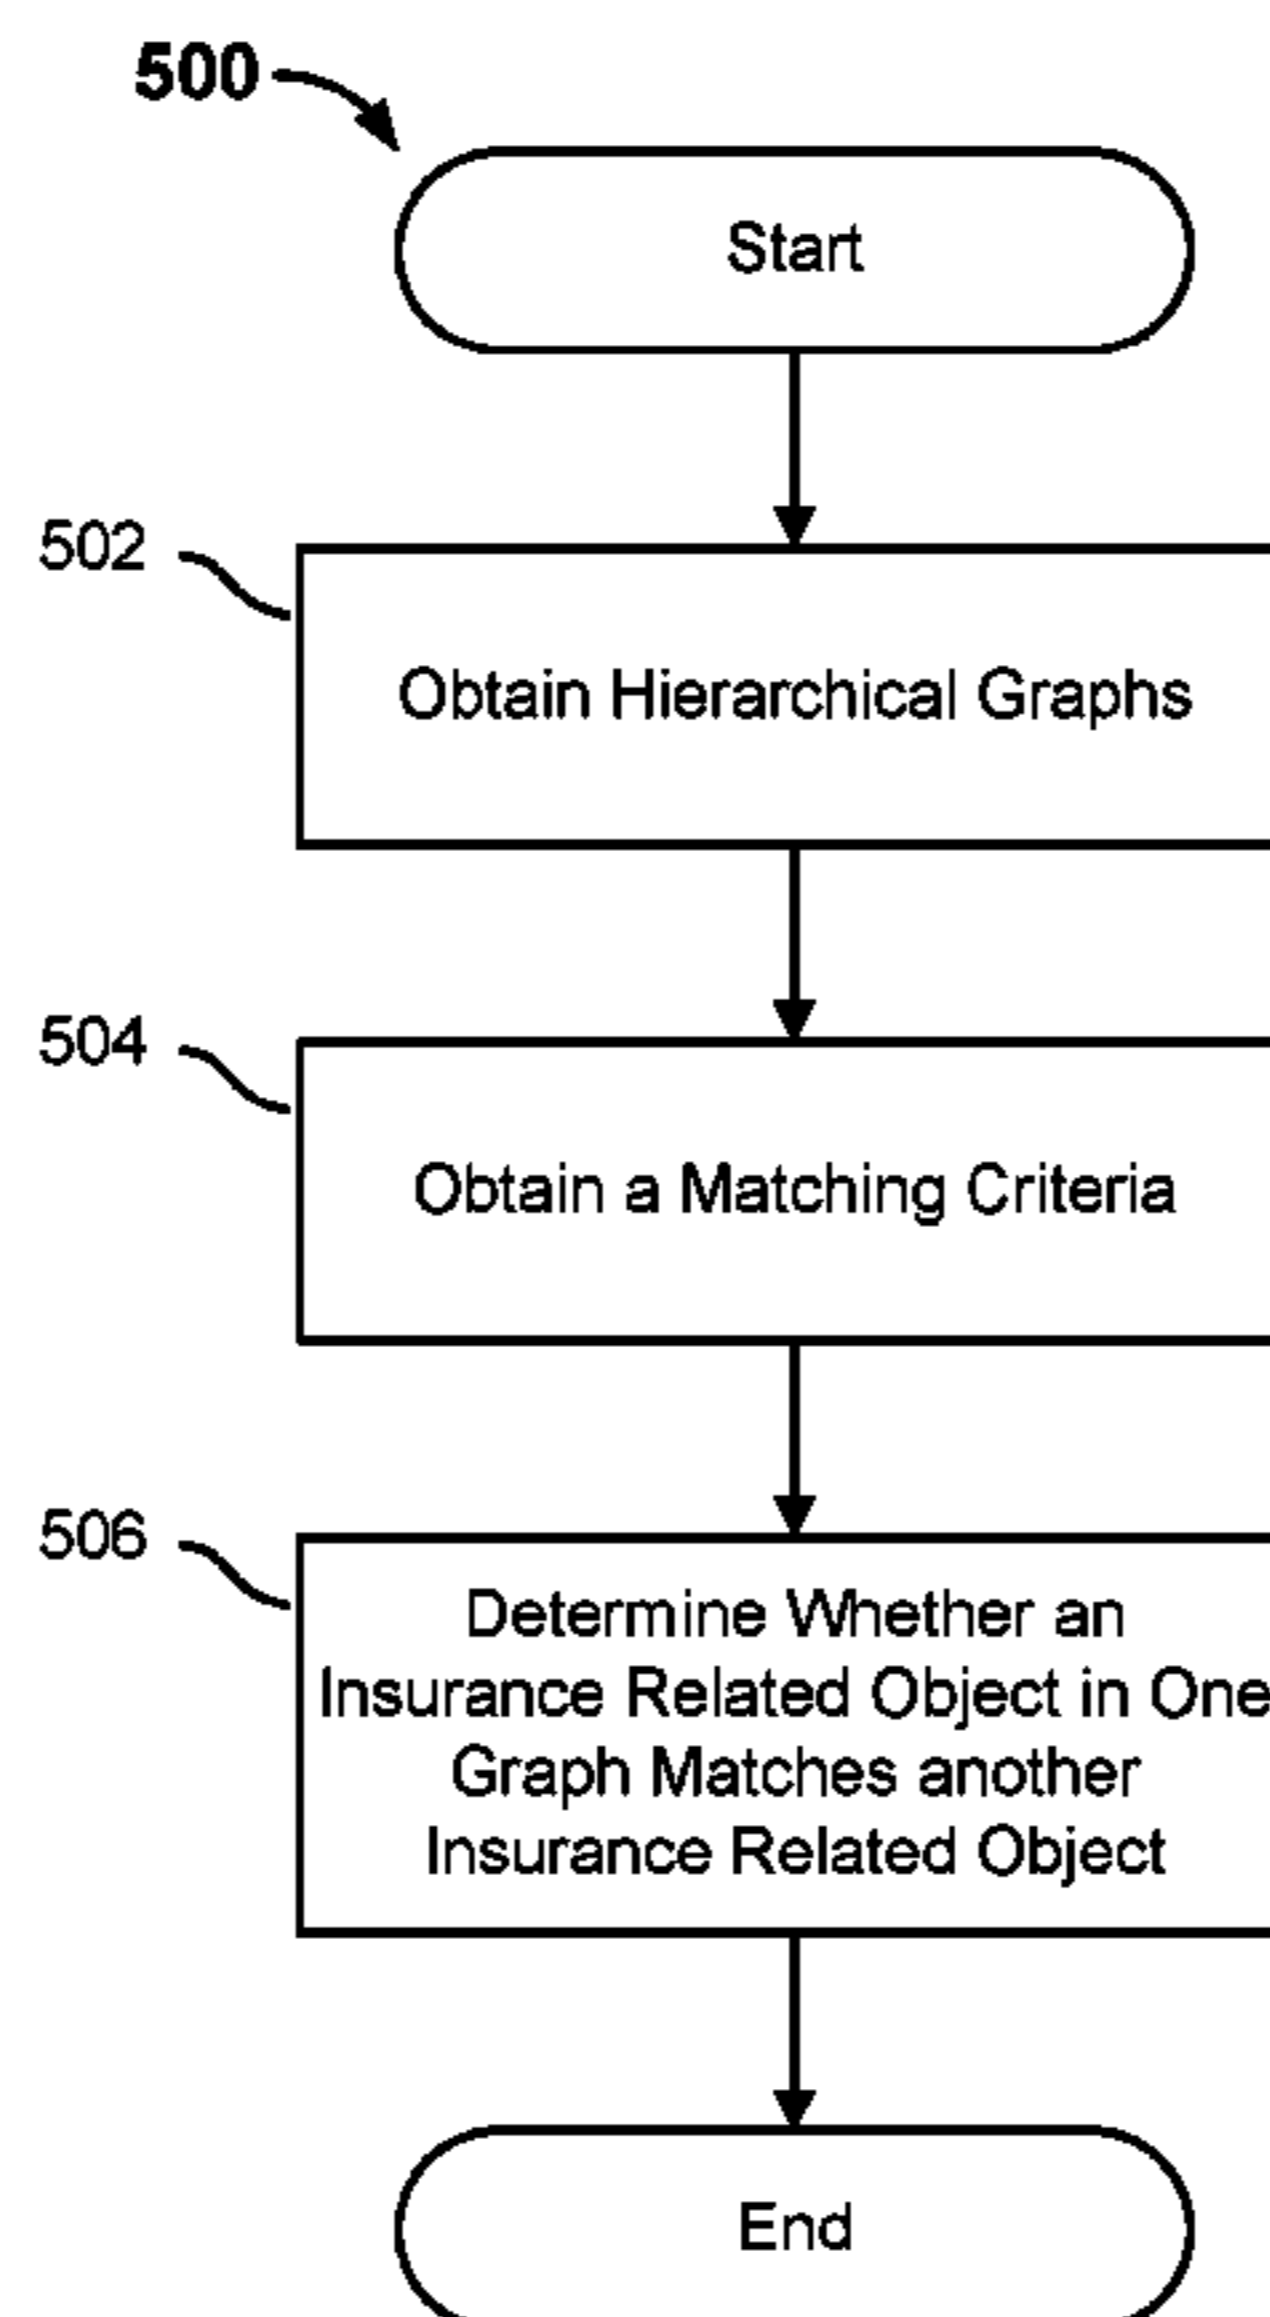 500
Start
502
Obtain Hierarchical Graphs
504
Obtain a Matching Criteria
506
Determine Whether an
Insurance Related Object in One
Graph Matches another
Insurance Related Object
End